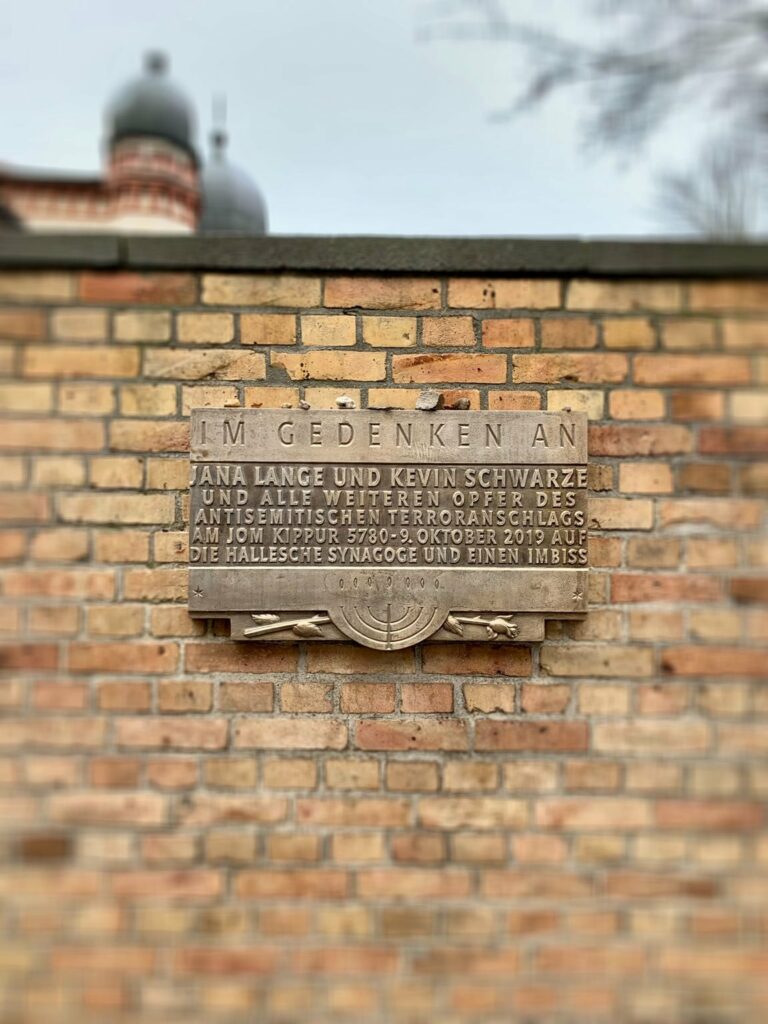 IM GEDENKEN AN
JANA LANGE UND KEVIN SCHWARZE
UND ALLE WEITEREN OPFER DES
ANTISEMITISCHEN TERRORANSCHLAGS
AM JOM KIPPUR 5780-9. OKTOBER 2019 AUF
DIE HALLESCHE SYNAGOGE UND EINEN IMBISS